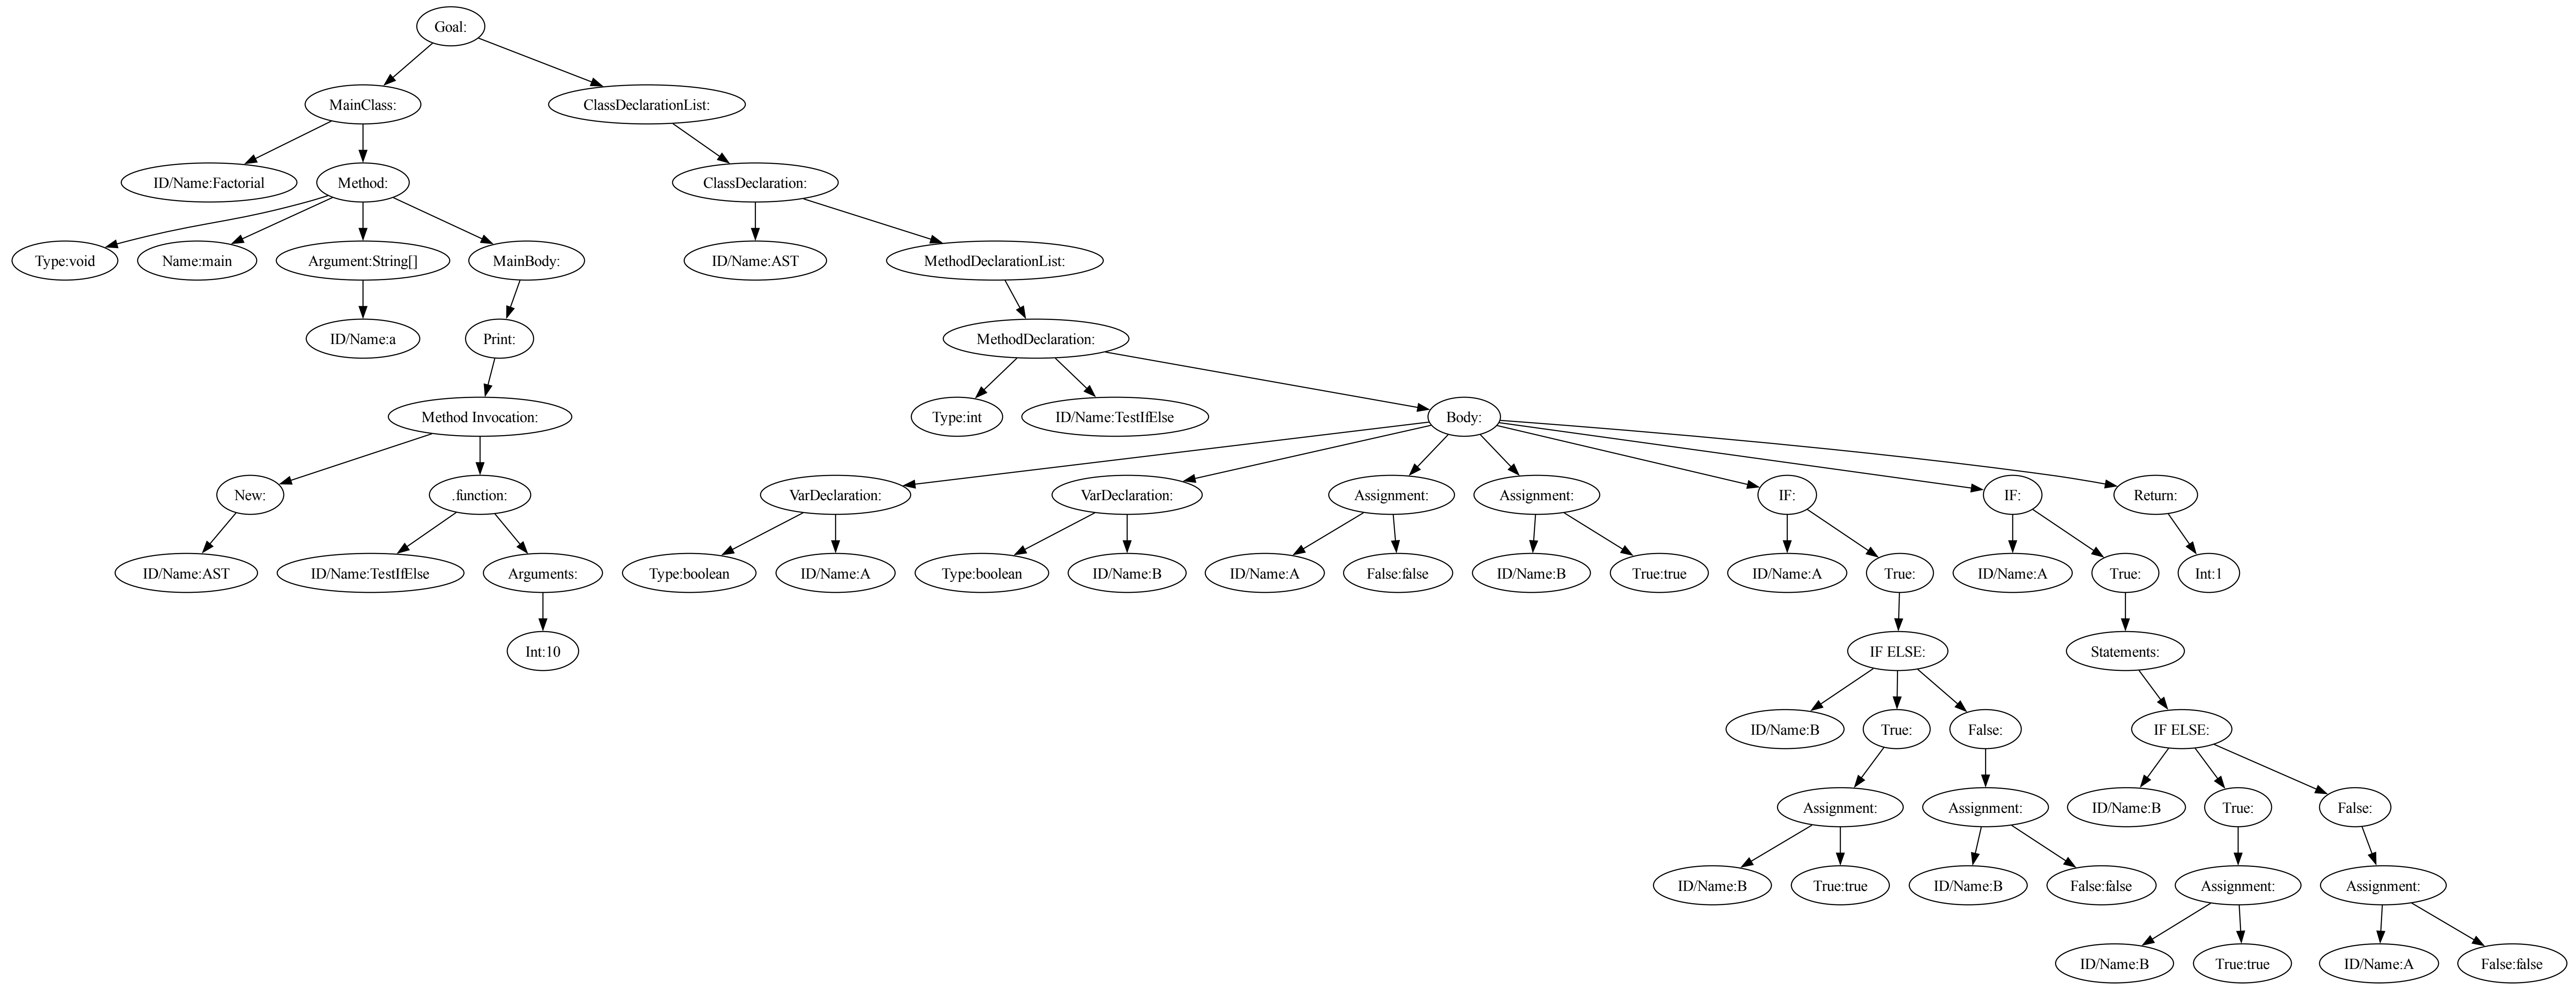 Goal:
MainClass:
ClassDeclarationList:
ID/Name:Factorial
Method:
ClassDeclaration:
Type:void
Name:main
Argument:String[]
MainBody:
ID/Name:AST
MethodDeclarationList:
ID/Name:a
Print:
MethodDeclaration:
Method Invocation:
Type:int
ID/Name:TestIfElse
Body:
New:
.function:
VarDeclaration:
VarDeclaration:
Assignment:
Assignment:
IF:
IF:
Return:
ID/Name:AST
ID/Name:TestIfElse
Arguments:
Type:boolean
ID/Name:A
Type:boolean
ID/Name:B
ID/Name:A
False:false
ID/Name:B
True:true
ID/Name:A
True:
ID/Name:A
True:
Int:1
Int:10
IF ELSE:
Statements:
ID/Name:B
True:
False:
IF ELSE:
Assignment:
Assignment:
ID/Name:B
True:
False:
ID/Name:B
True:true
ID/Name:B
False:false
Assignment:
Assignment:
ID/Name:B
True:true
ID/Name:A
False:false